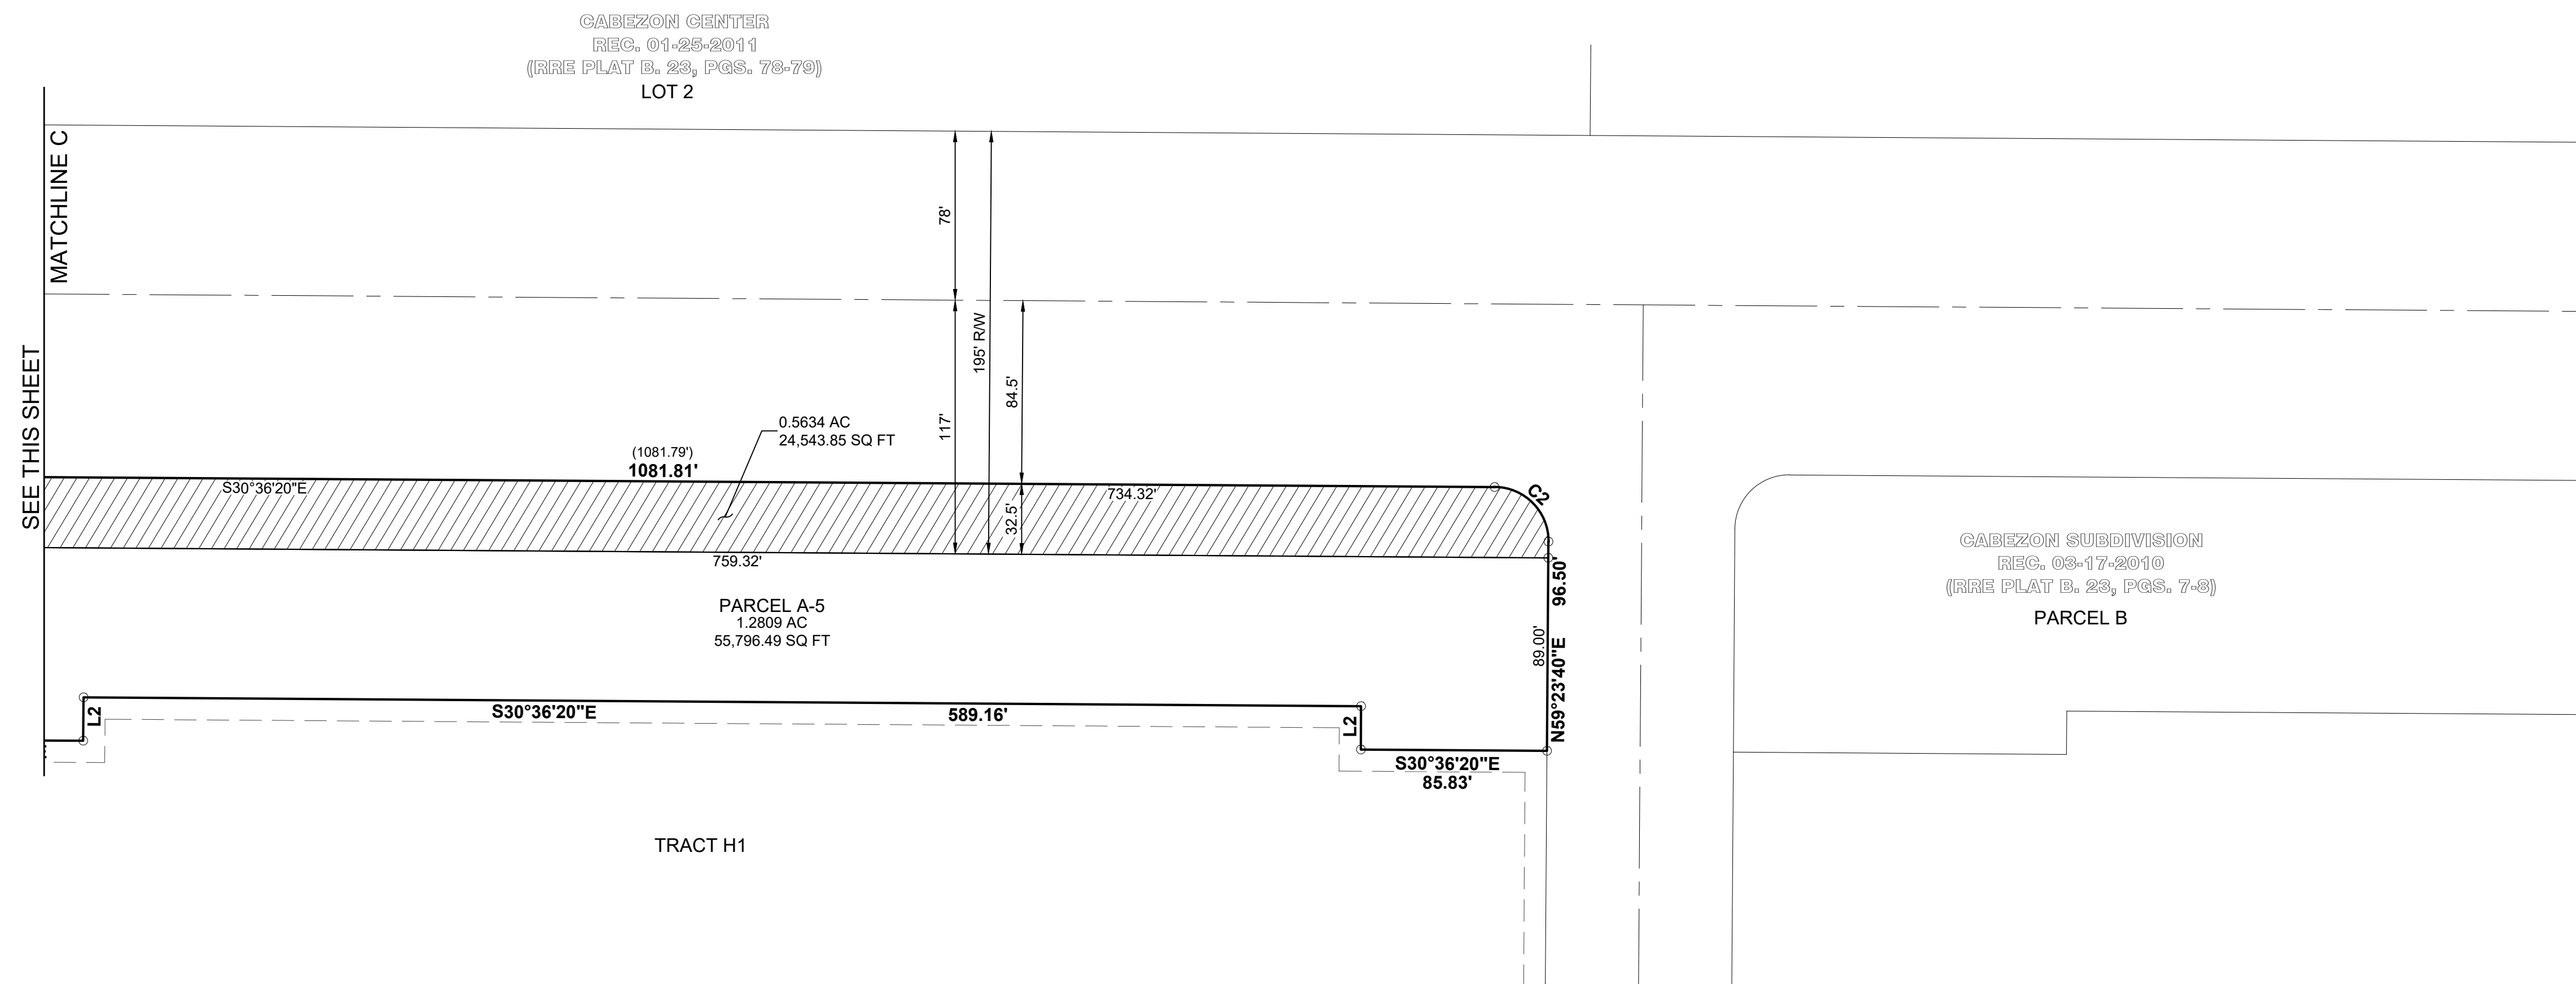 CABEZON CENTER
REC. 01-25-2011
(RRE PLAT B. 23, PGS. 78-79)
LOT 2
MATCHLINE C
SEE THIS SHEET
78'
195' R/W
117'
84.5'
32.5'
0.5634 AC
24,543.85 SQ FT
(1081.79')
1081.81'
S30°36'20"E
734.32'
C2
759.32'
PARCEL A-5
1.2809 AC
55,796.49 SQ FT
96.50'
89.00'
N59°23'40"E
L2
S30°36'20"E
589.16'
L2
S30°36'20"E
85.83'
TRACT H1
CABEZON SUBDIVISION
REC. 03-17-2010
(RRE PLAT B. 23, PGS. 7-8)
PARCEL B